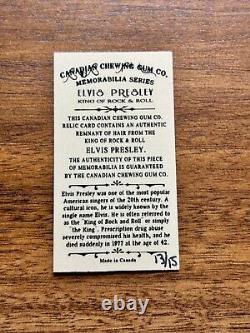 CANADIAN CHEWING GUM CO.
MEMORABILIA SERIES
ELVIS PRESLEY
KING OF ROCK & ROLL
THIS CANADIAN CHEWING GUM CO.
RELIC CARD CONTAINS AN AUTHENTIC
REMNANT OF HAIR FROM THE
KING OF ROCK & ROLL
ELVIS PRESLEY.
THE AUTHENTICITY OF THIS PIECE
OF MEMORABILIA IS GUARANTEED
BY THE CANADIAN CHEWING GUM CO.
Elvis Presley was one of the most popular
American singers of the 20th century. A
cultural icon, he is widely known by the
single name Elvis. He is often referred to
as the "King of Rock and Roll" or simply
"the King". Prescription drug abuse
severely compromised his health, and he
died suddenly in 1977 at the age of 42.
Made in Canada
13/15